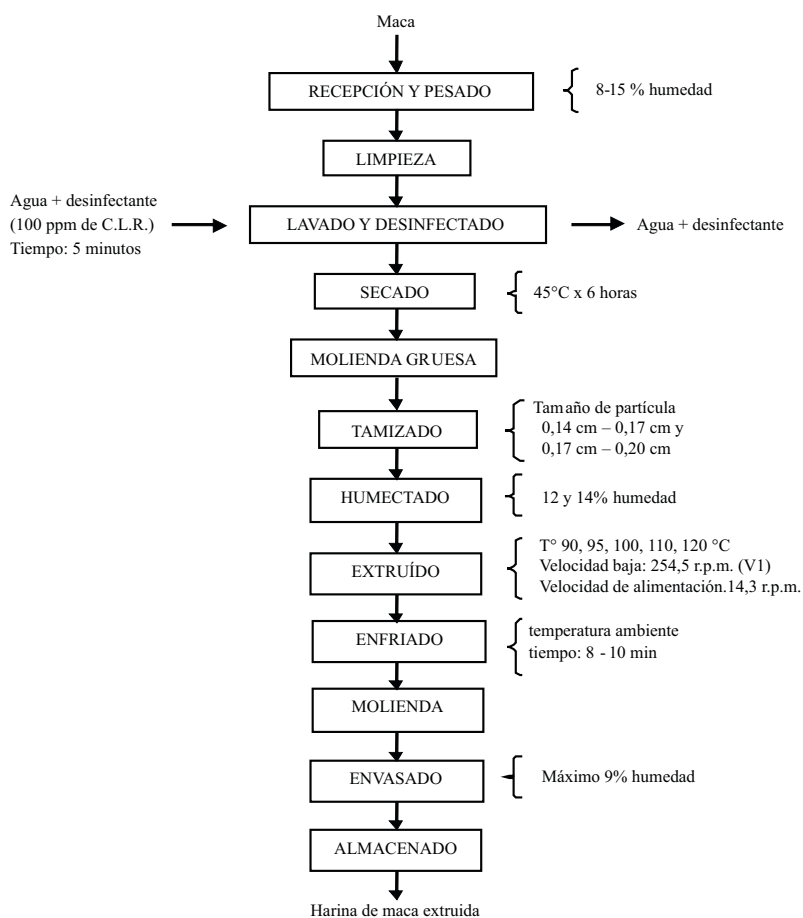 Maca
RECEPCIÓN Y PESADO
8-15 % humedad
LIMPIEZA
Agua + desinfectante
(100 ppm de C.L.R.)
Tiempo: 5 minutos
LAVADO Y DESINFECTADO
Agua + desinfectante
SECADO
45°C x 6 horas
MOLIENDA GRUESA
TAMIZADO
Tamaño de partícula
0,14 cm – 0,17 cm y
0,17 cm – 0,20 cm
HUMECTADO
12 y 14% humedad
EXTRUÍDO
T° 90, 95, 100, 110, 120 °C
Velocidad baja: 254,5 r.p.m. (V1)
Velocidad de alimentación.14,3 r.p.m.
ENFRIADO
temperatura ambiente
tiempo: 8 - 10 min
MOLIENDA
ENVASADO
Máximo 9% humedad
ALMACENADO
Harina de maca extruida